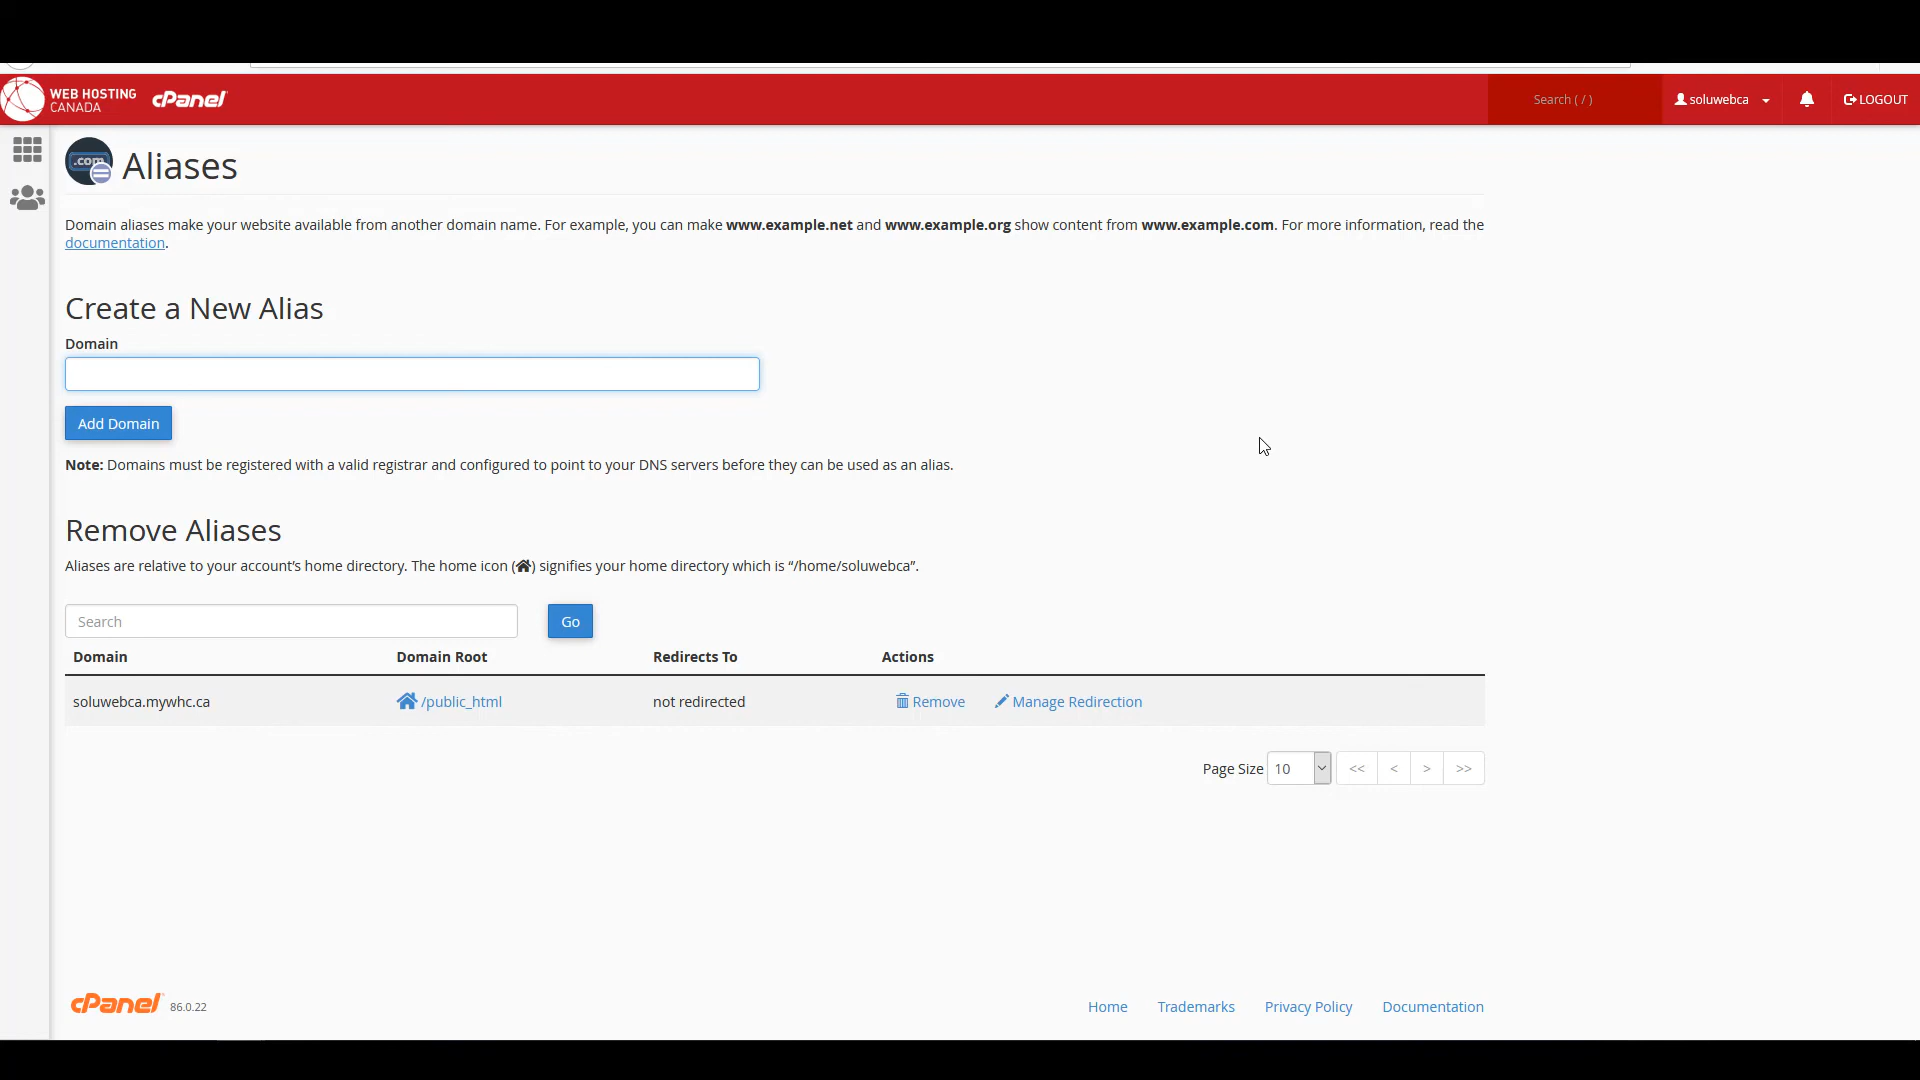 WEB HOSTING
CANADA
cPanel
Search ( / )
soluwebca
LOGOUT
.com
Aliases
Domain aliases make your website available from another domain name. For example, you can make www.example.net and www.example.org show content from www.example.com. For more information, read the
documentation.
Create a New Alias
Domain
Add Domain
Note: Domains must be registered with a valid registrar and configured to point to your DNS servers before they can be used as an alias.
Remove Aliases
Aliases are relative to your account’s home directory. The home icon ( ) signifies your home directory which is “/home/soluwebca”.
Search
Go
Domain Domain Root Redirects To Actions
soluwebca.mywhc.ca /public_html not redirected Remove Manage Redirection
Page Size 10 << < > >>
cPanel 86.0.22
Home Trademarks Privacy Policy Documentation